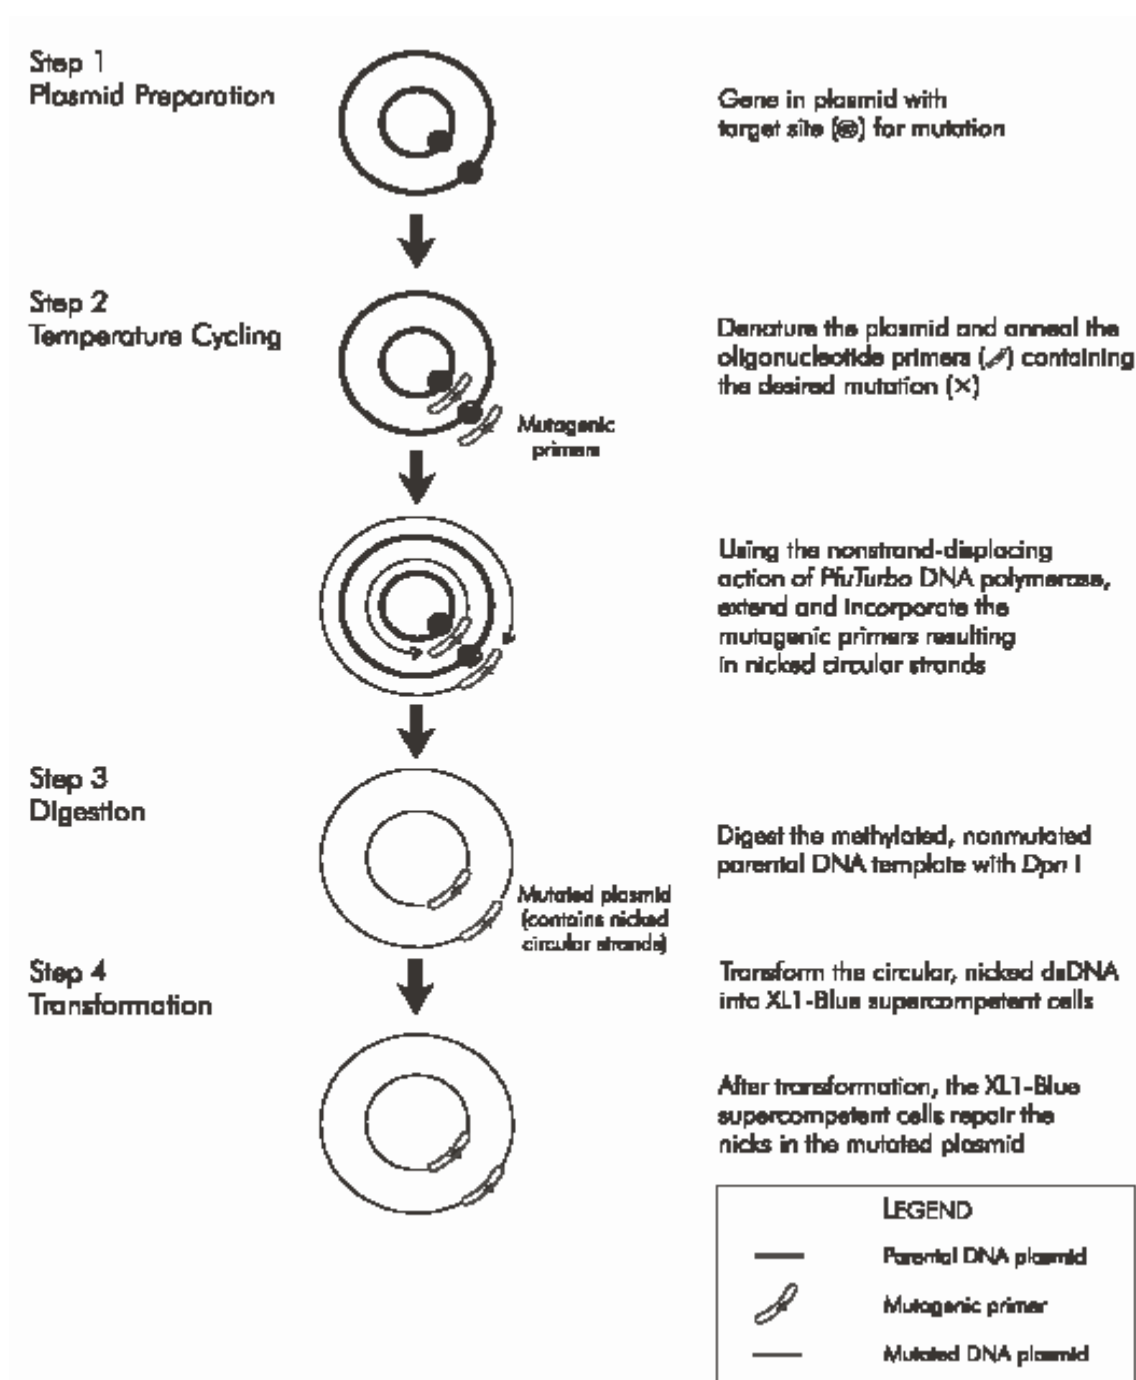 Step 1
Plasmid Preparation
Gene in plasmid with
target site ( ) for mutation
Step 2
Temperature Cycling
Denature the plasmid and anneal the
oligonucleotide primers ( ) containing
the desired mutation (×)
Mutagenic
primers
Using the nonstrand-displacing
action of PfuTurbo DNA polymerase,
extend and incorporate the
mutagenic primers resulting
in nicked circular strands
Step 3
Digestion
Digest the methylated, nonmutated
parental DNA template with Dpn I
Mutated plasmid
(contains nicked
circular strands)
Step 4
Transformation
Transform the circular, nicked dsDNA
into XL1-Blue supercompetent cells
After transformation, the XL1-Blue
supercompetent cells repair the
nicks in the mutated plasmid
LEGEND
Parental DNA plasmid
Mutagenic primer
Mutated DNA plasmid